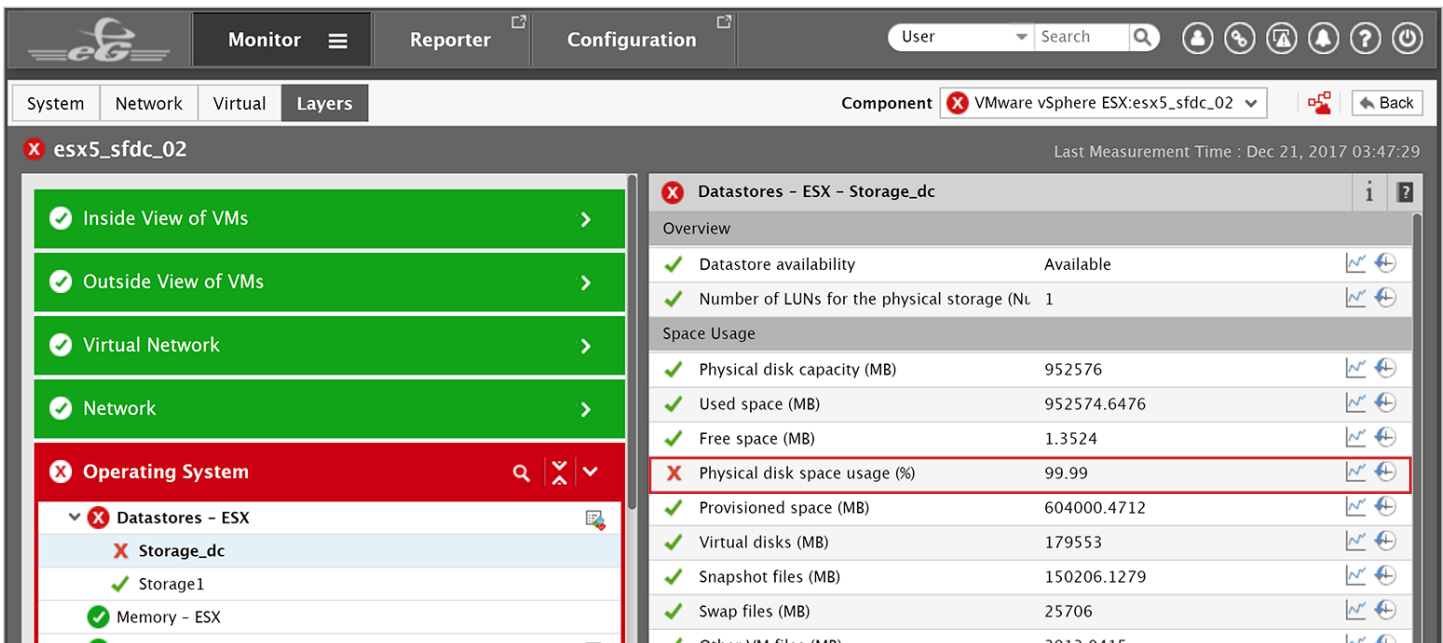 eG
Monitor
Reporter
Configuration
User
Search
?
System
Network
Virtual
Layers
Component
VMware vSphere ESX:esx5_sfdc_02
Back
esx5_sfdc_02
Last Measurement Time : Dec 21, 2017 03:47:29
Inside View of VMs
Outside View of VMs
Virtual Network
Network
Operating System
Datastores - ESX
Storage_dc
Storage1
Memory - ESX
Datastores - ESX - Storage_dc
i ?
Overview
Datastore availability Available
Number of LUNs for the physical storage (Nu 1
Space Usage
Physical disk capacity (MB) 952576
Used space (MB) 952574.6476
Free space (MB) 1.3524
Physical disk space usage (%) 99.99
Provisioned space (MB) 604000.4712
Virtual disks (MB) 179553
Snapshot files (MB) 150206.1279
Swap files (MB) 25706
Other VM files (MB)